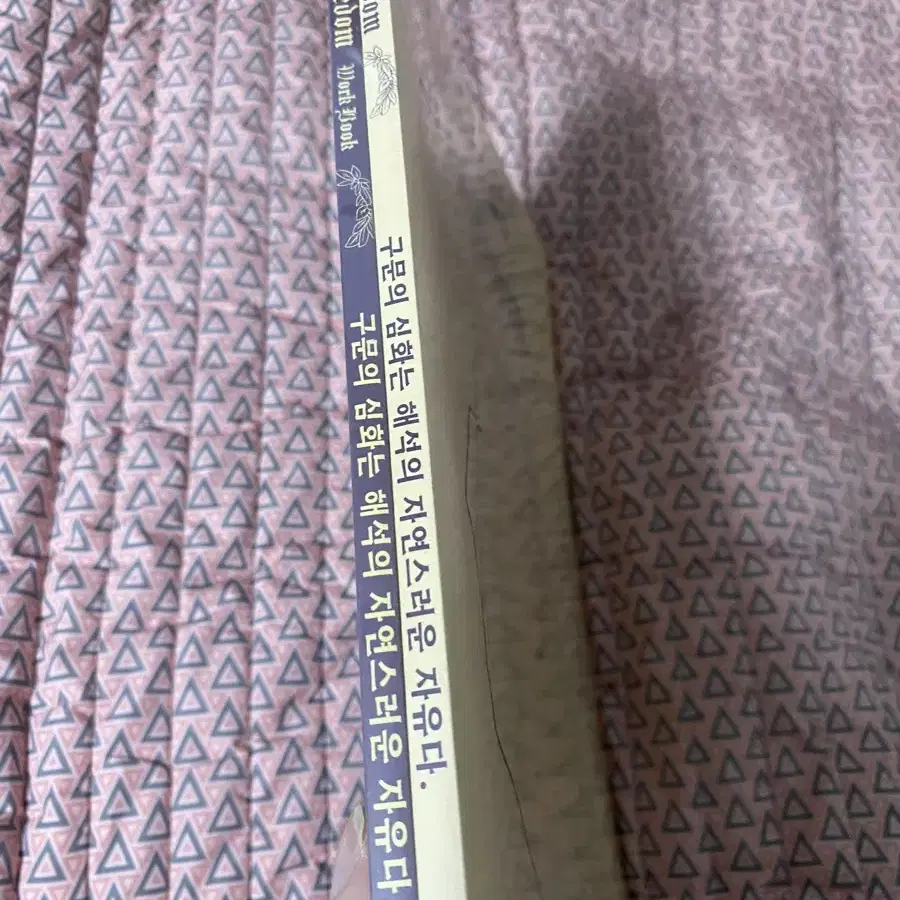 Work Book
구문의 심화는 해석의 자연스러운 자유다
구문의 심화는 해석의 자연스러운 자유다.